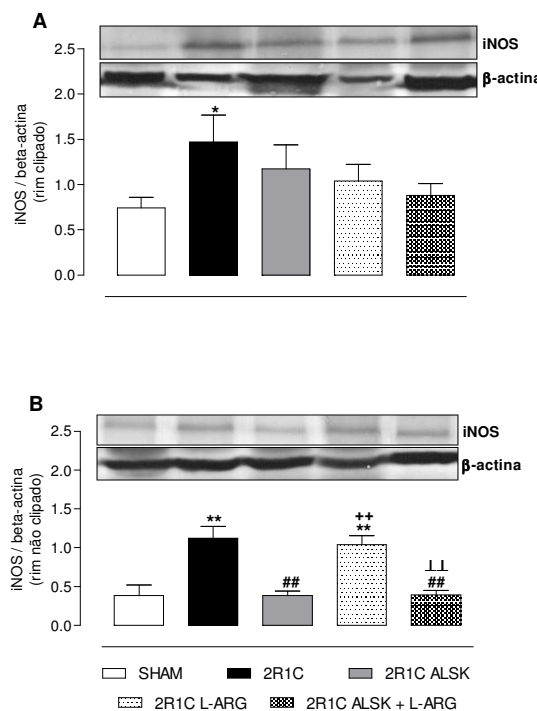 A
iNOS
β-actina
2.5
2.0
1.5
1.0
0.5
0.0
iNOS / beta-actina
(rim clipado)
*
B
iNOS
β-actina
2.5
2.0
1.5
1.0
0.5
0.0
iNOS / beta-actina
(rim não clipado)
**
##
++
**
⊥⊥
##
SHAM 2R1C 2R1C ALSK
2R1C L-ARG 2R1C ALSK + L-ARG